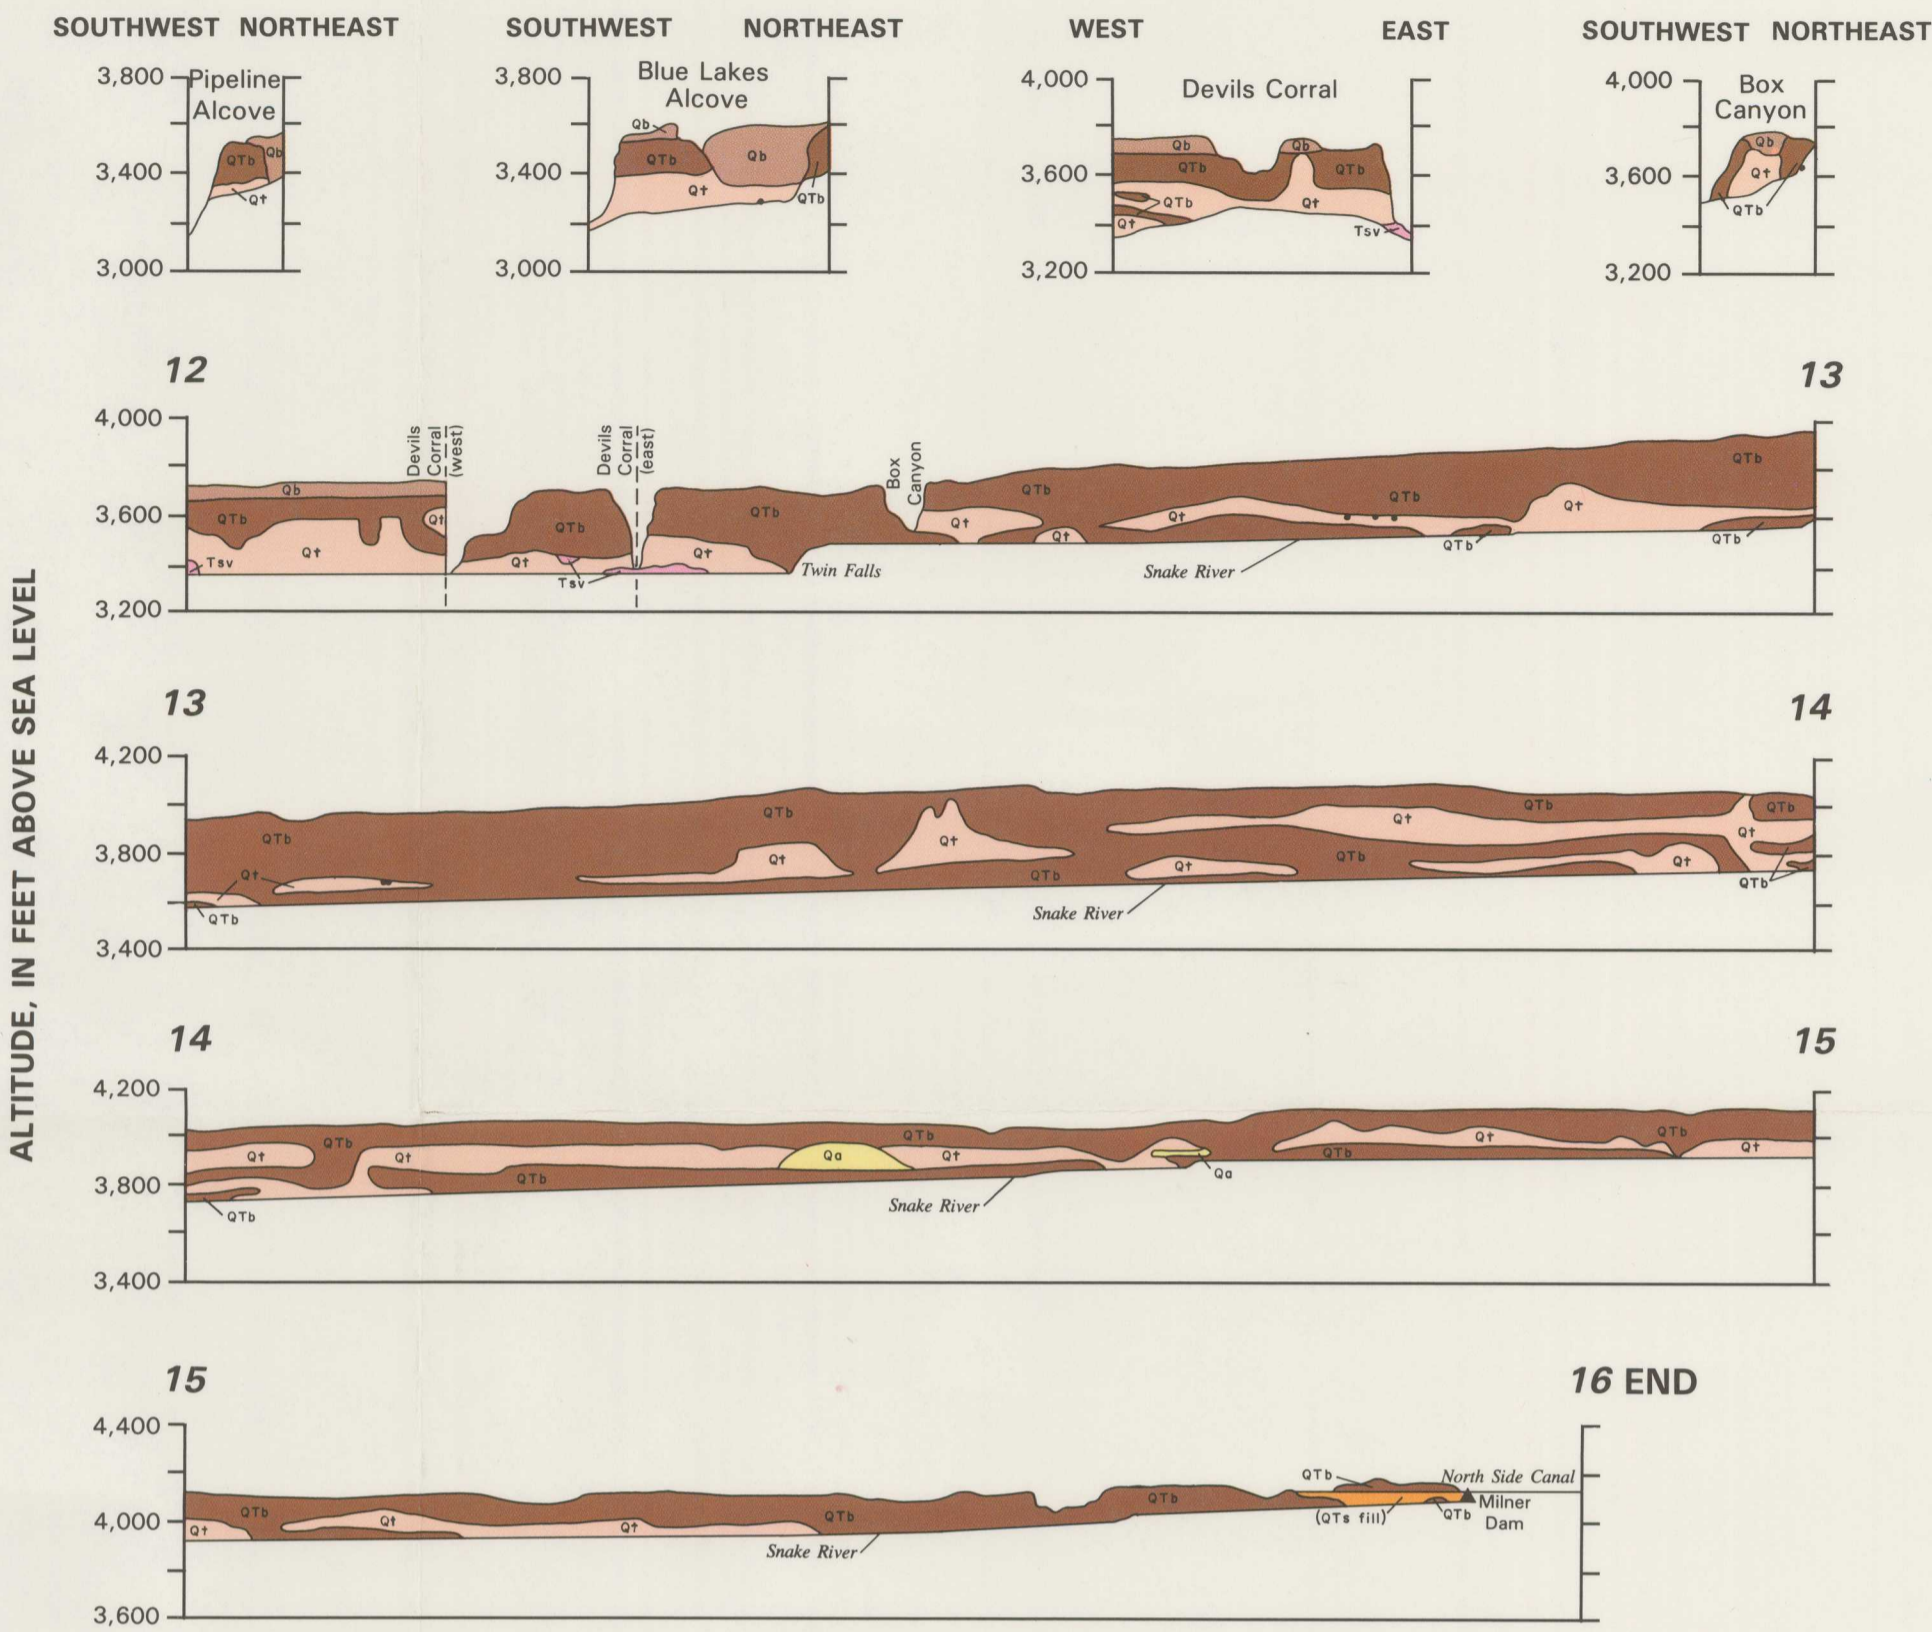 SOUTHWEST NORTHEAST SOUTHWEST NORTHEAST WEST EAST SOUTHWEST NORTHEAST
3,800
3,400
3,000
Pipeline
Alcove
QTb
Qb
Qt
3,800
3,400
3,000
Blue Lakes
Alcove
Qb
QTb
Qb
Qt
QTb
4,000
3,600
3,200
Devils Corral
Qb
Qb
QTb
QTb
QTb
Qt
Qt
Tsv
4,000
3,600
3,200
Box
Canyon
Qb
Qt
QTb
ALTITUDE, IN FEET ABOVE SEA LEVEL
12
13
4,000
3,600
3,200
Devils
Corral
(west)
Devils
Corral
(east)
Box
Canyon
Qb
QTb
Qt
Qt
Tsv
QTb
Qt
Tsv
QTb
Qt
Twin Falls
QTb
Qt
Qt
Qt
QTb
Snake River
QTb
Qt
QTb
QTb
13
14
4,200
3,800
3,400
QTb
Qt
QTb
QTb
Qt
Qt
QTb
Qt
Snake River
Qt
QTb
QTb
Qt
QTb
Qt
QTb
14
15
4,200
3,800
3,400
Qt
QTb
Qt
QTb
QTb
Qa
QTb
Qt
Snake River
Qa
QTb
Qt
QTb
Qt
15
16 END
4,400
4,000
3,600
QTb
Qt
Qt
Qt
QTb
Snake River
QTb
QTb
North Side Canal
(QTs fill)
QTb
Milner
Dam